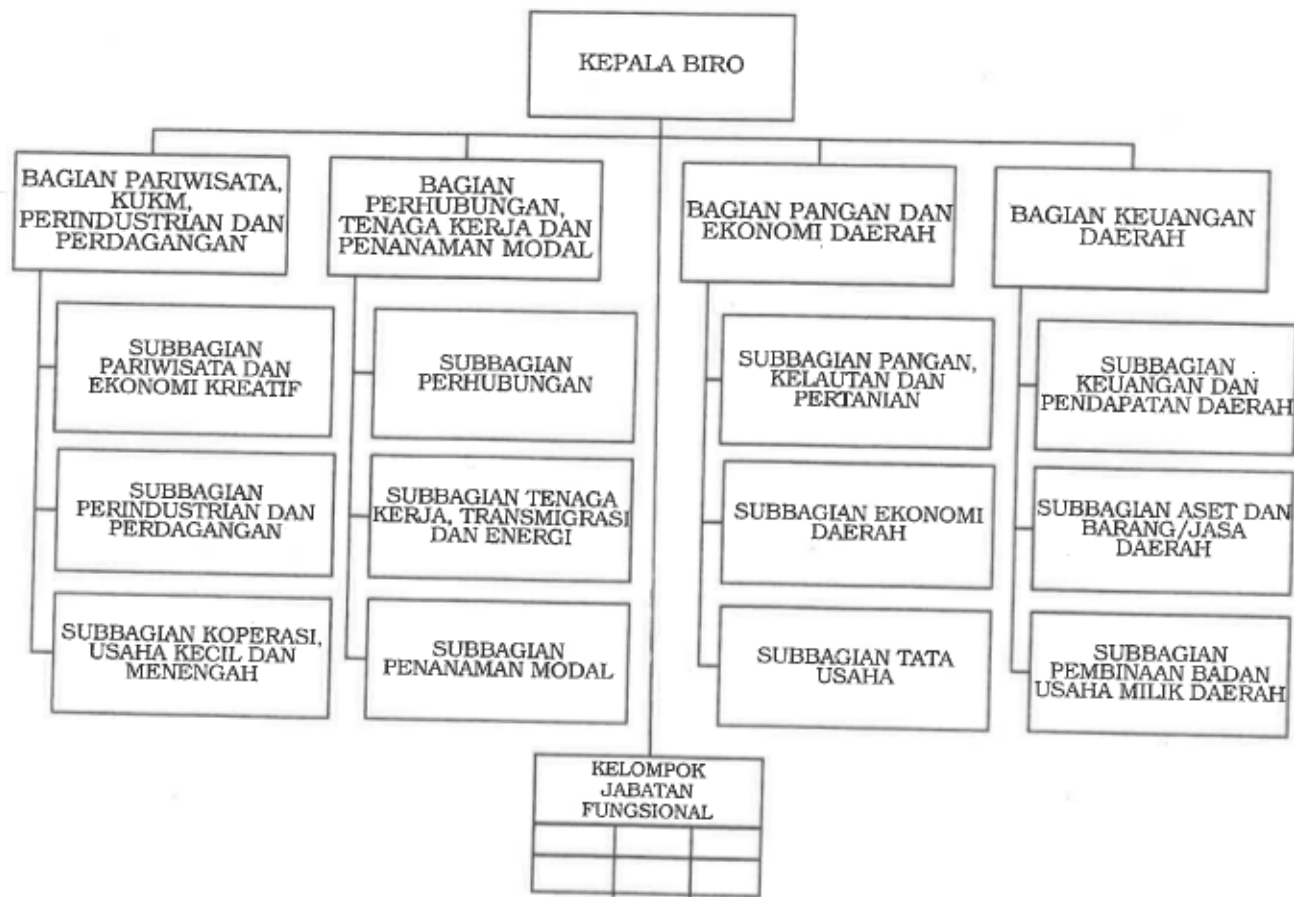 KEPALA BIRO
BAGIAN PARIWISATA,
KUKM,
PERINDUSTRIAN DAN
PERDAGANGAN
BAGIAN
PERHUBUNGAN,
TENAGA KERJA DAN
PENANAMAN MODAL
BAGIAN PANGAN DAN
EKONOMI DAERAH
BAGIAN KEUANGAN
DAERAH
SUBBAGIAN
PARIWISATA DAN
EKONOMI KREATIF
SUBBAGIAN
PERHUBUNGAN
SUBBAGIAN PANGAN,
KELAUTAN DAN
PERTANIAN
SUBBAGIAN
KEUANGAN DAN
PENDAPATAN DAERAH
SUBBAGIAN
PERINDUSTRIAN DAN
PERDAGANGAN
SUBBAGIAN TENAGA
KERJA, TRANSMIGRASI
DAN ENERGI
SUBBAGIAN EKONOMI
DAERAH
SUBBAGIAN ASET DAN
BARANG/JASA
DAERAH
SUBBAGIAN KOPERASI,
USAHA KECIL DAN
MENENGAH
SUBBAGIAN
PENANAMAN MODAL
SUBBAGIAN TATA
USAHA
SUBBAGIAN
PEMBINAAN BADAN
USAHA MILIK DAERAH
KELOMPOK
JABATAN
FUNGSIONAL